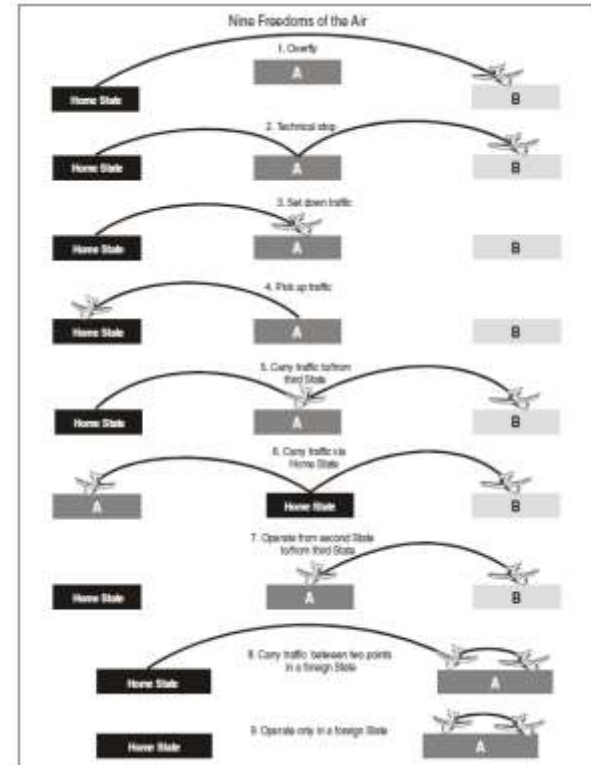 Nine Freedoms of the Air
1. Overfly
A
Home State
B
2. Technical stop
Home State
A
B
3. Set down traffic
Home State
A
B
4. Pick up traffic
Home State
A
B
5. Carry traffic to/from
third State
Home State
A
B
6. Carry traffic via
Home State
A
Home State
B
7. Operate from second State
to/from third State
Home State
A
B
8. Carry traffic between two points
in a foreign State
Home State
A
9. Operate only in a foreign State
Home State
A